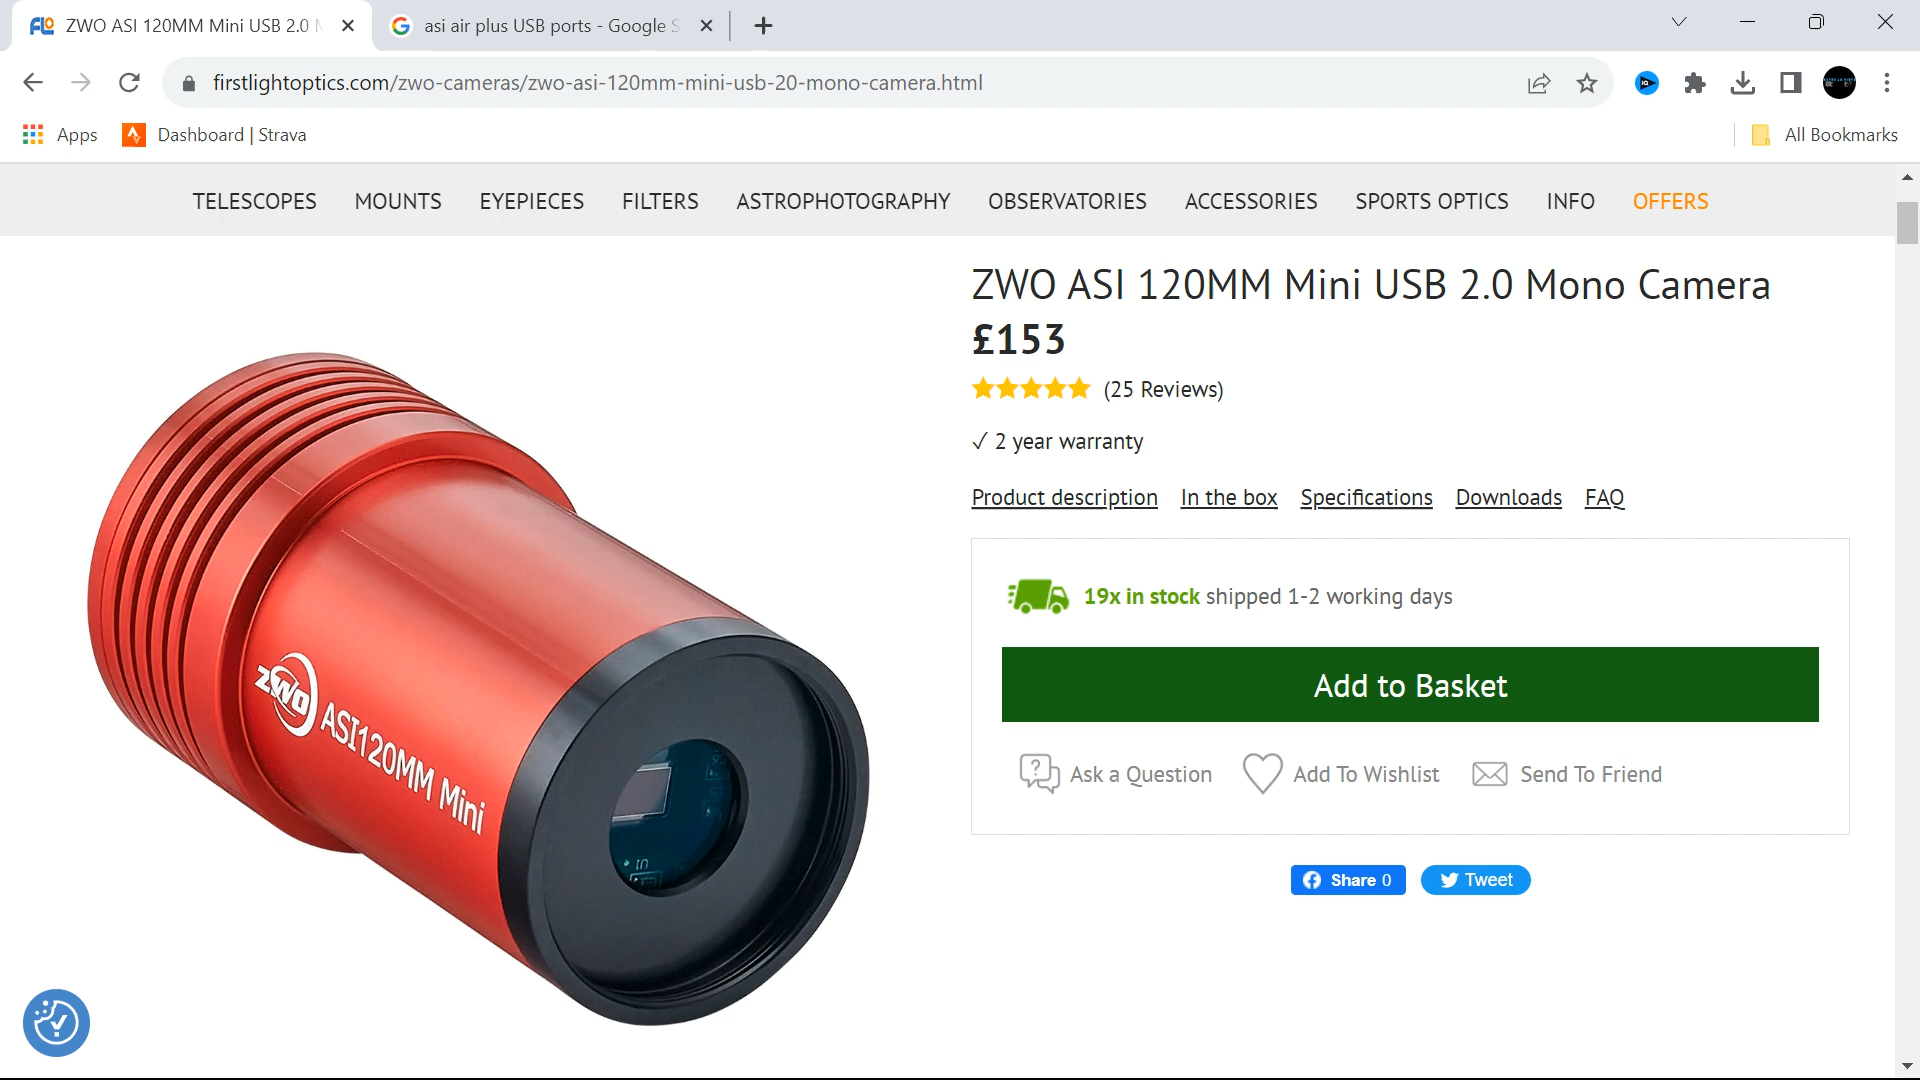 ZWO ASI 120MM Mini USB 2.0
asi air plus USB ports - Google
firstlightoptics.com/zwo-cameras/zwo-asi-120mm-mini-usb-20-mono-camera.html
Apps
Dashboard | Strava
All Bookmarks
TELESCOPES MOUNTS EYEPIECES FILTERS ASTROPHOTOGRAPHY OBSERVATORIES ACCESSORIES SPORTS OPTICS INFO OFFERS
ZWO ASI 120MM Mini USB 2.0 Mono Camera
£153
(25 Reviews)
✓ 2 year warranty
Product description In the box Specifications Downloads FAQ
19x in stock shipped 1-2 working days
Add to Basket
Ask a Question Add To Wishlist Send To Friend
Share 0 Tweet
ZWO ASI120MM Mini